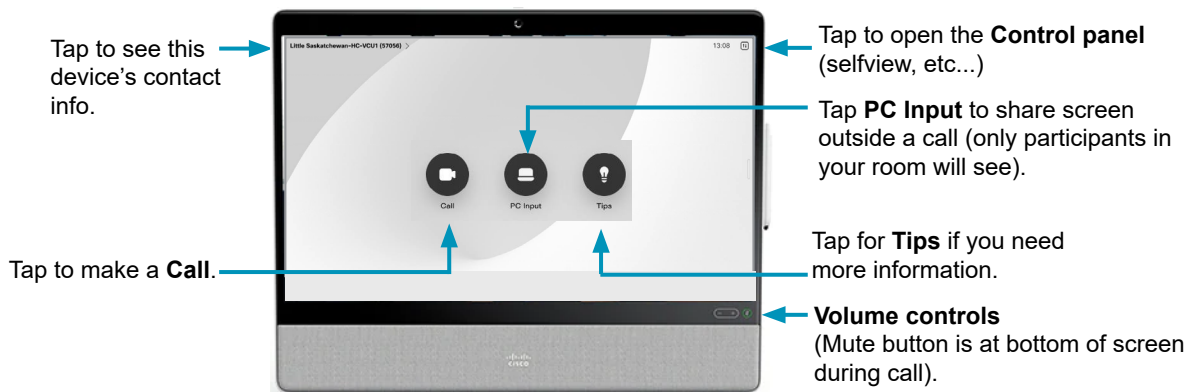 Tap to see this
device's contact
info.
Little Saskatchewan-HC-VCU1 (57056) >
13:08
Tap to open the Control panel
(selfview, etc...)
Tap PC Input to share screen
outside a call (only participants in
your room will see).
Call
PC Input
Tips
Tap to make a Call.
Tap for Tips if you need
more information.
Volume controls
(Mute button is at bottom of screen
during call).
CISCO